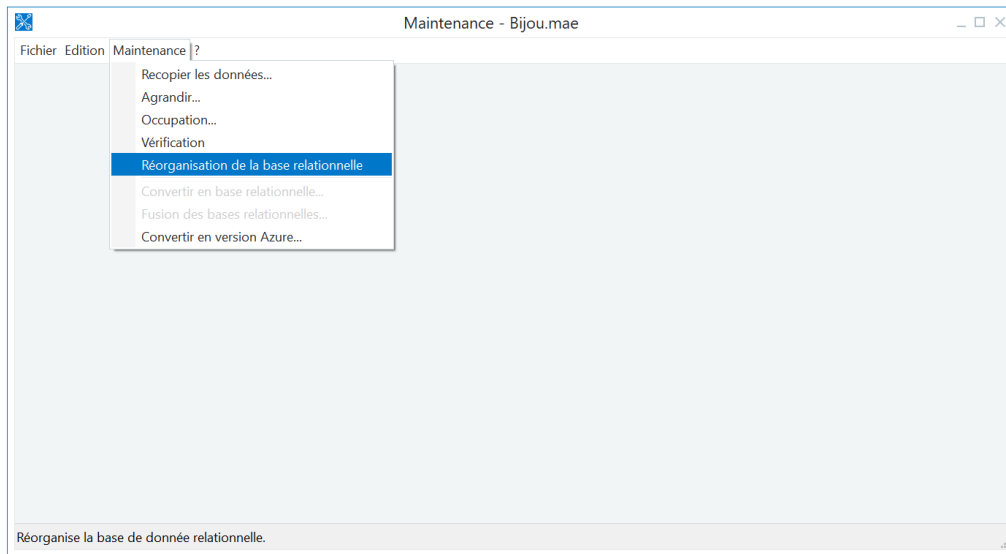 Maintenance - Bijou.mae
Fichier Edition Maintenance ?
Recopier les données...
Agrandir...
Occupation...
Vérification
Réorganisation de la base relationnelle
Convertir en base relationnelle...
Fusion des bases relationnelles...
Convertir en version Azure...
Réorganise la base de donnée relationnelle.